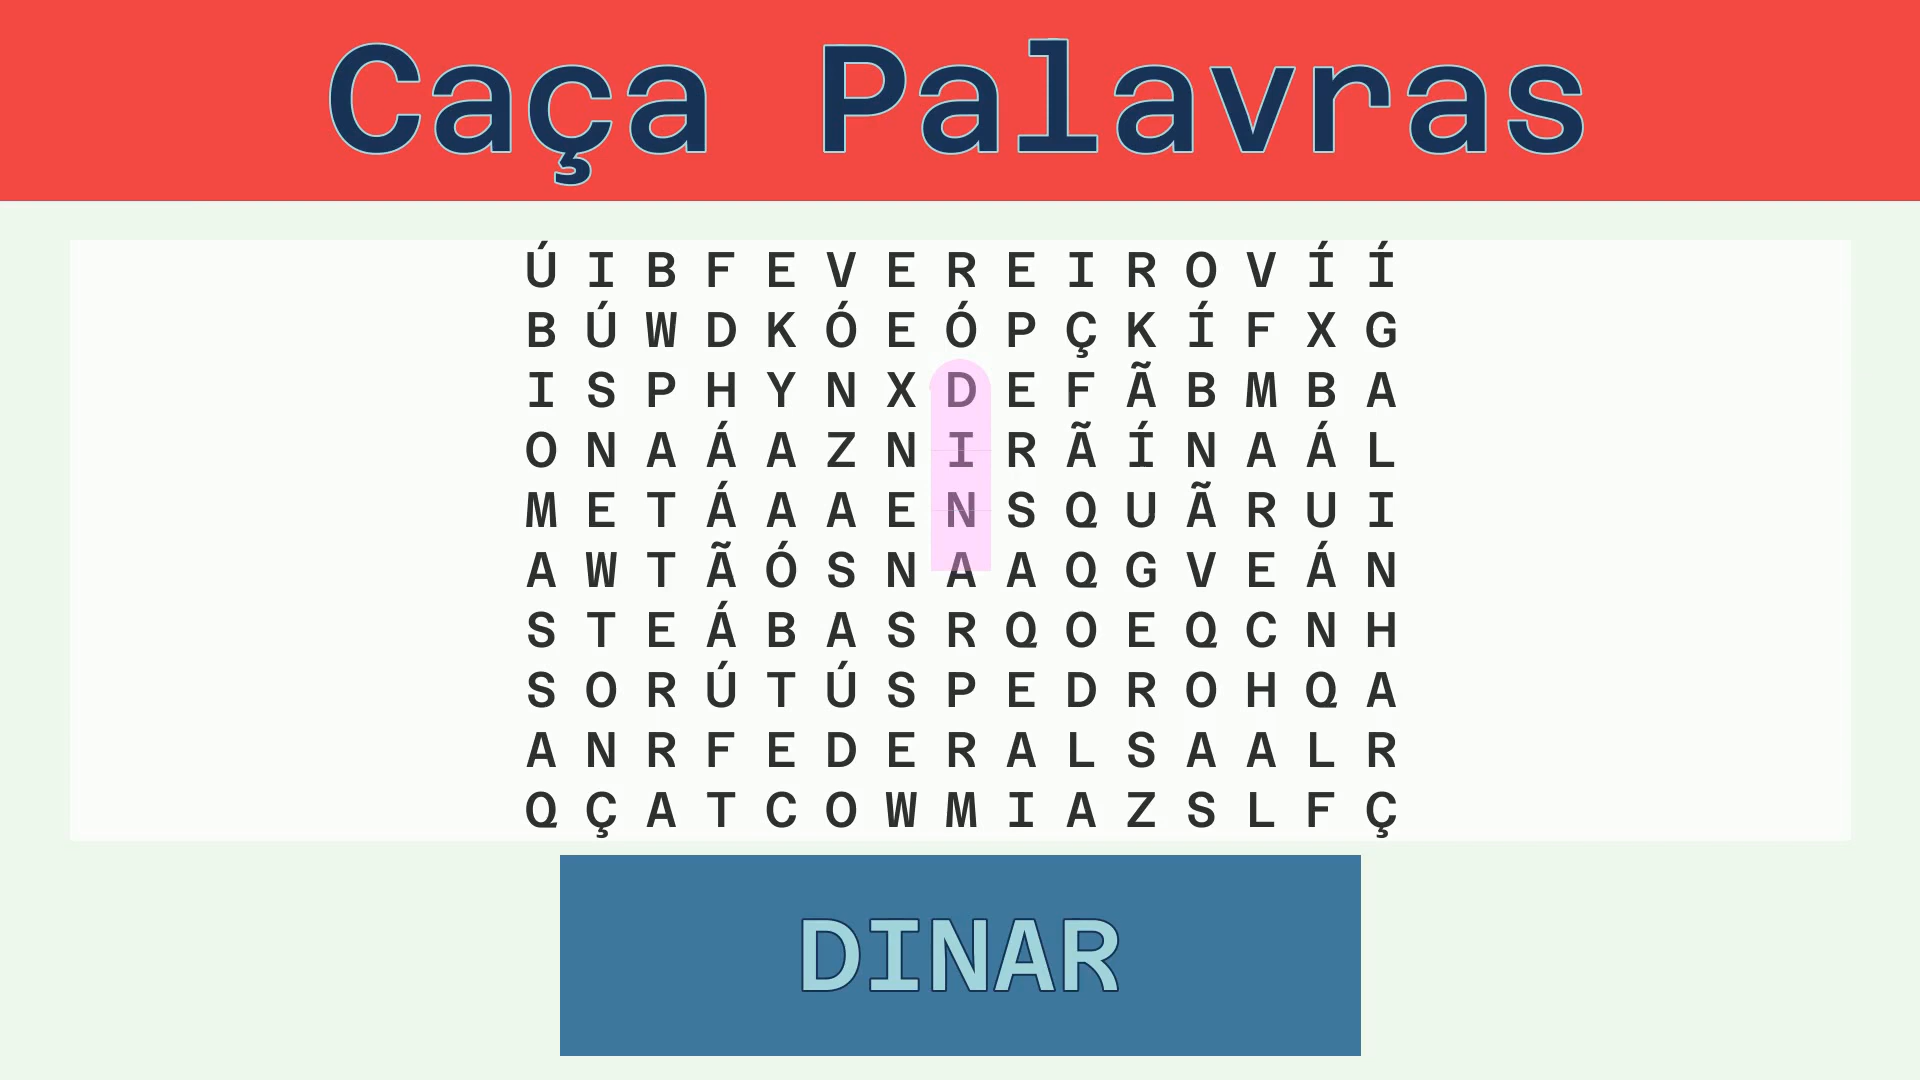 Caça Palavras
Ú I B F E V E R E I R O V Í Í
B Ú W D K Ó E Ó P Ç K Í F X G
I S P H Y N X D E F Ã B M B A
O N A Á A Z N I R Ã Í N A Á L
M E T Á A A E N S Q U Ã R U I
A W T Ã Ó S N A A Q G V E Á N
S T E Á B A S R Q O E Q C N H
S O R Ú T Ú S P E D R O H Q A
A N R F E D E R A L S A A L R
Q Ç A T C O W M I A Z S L F Ç
DINAR